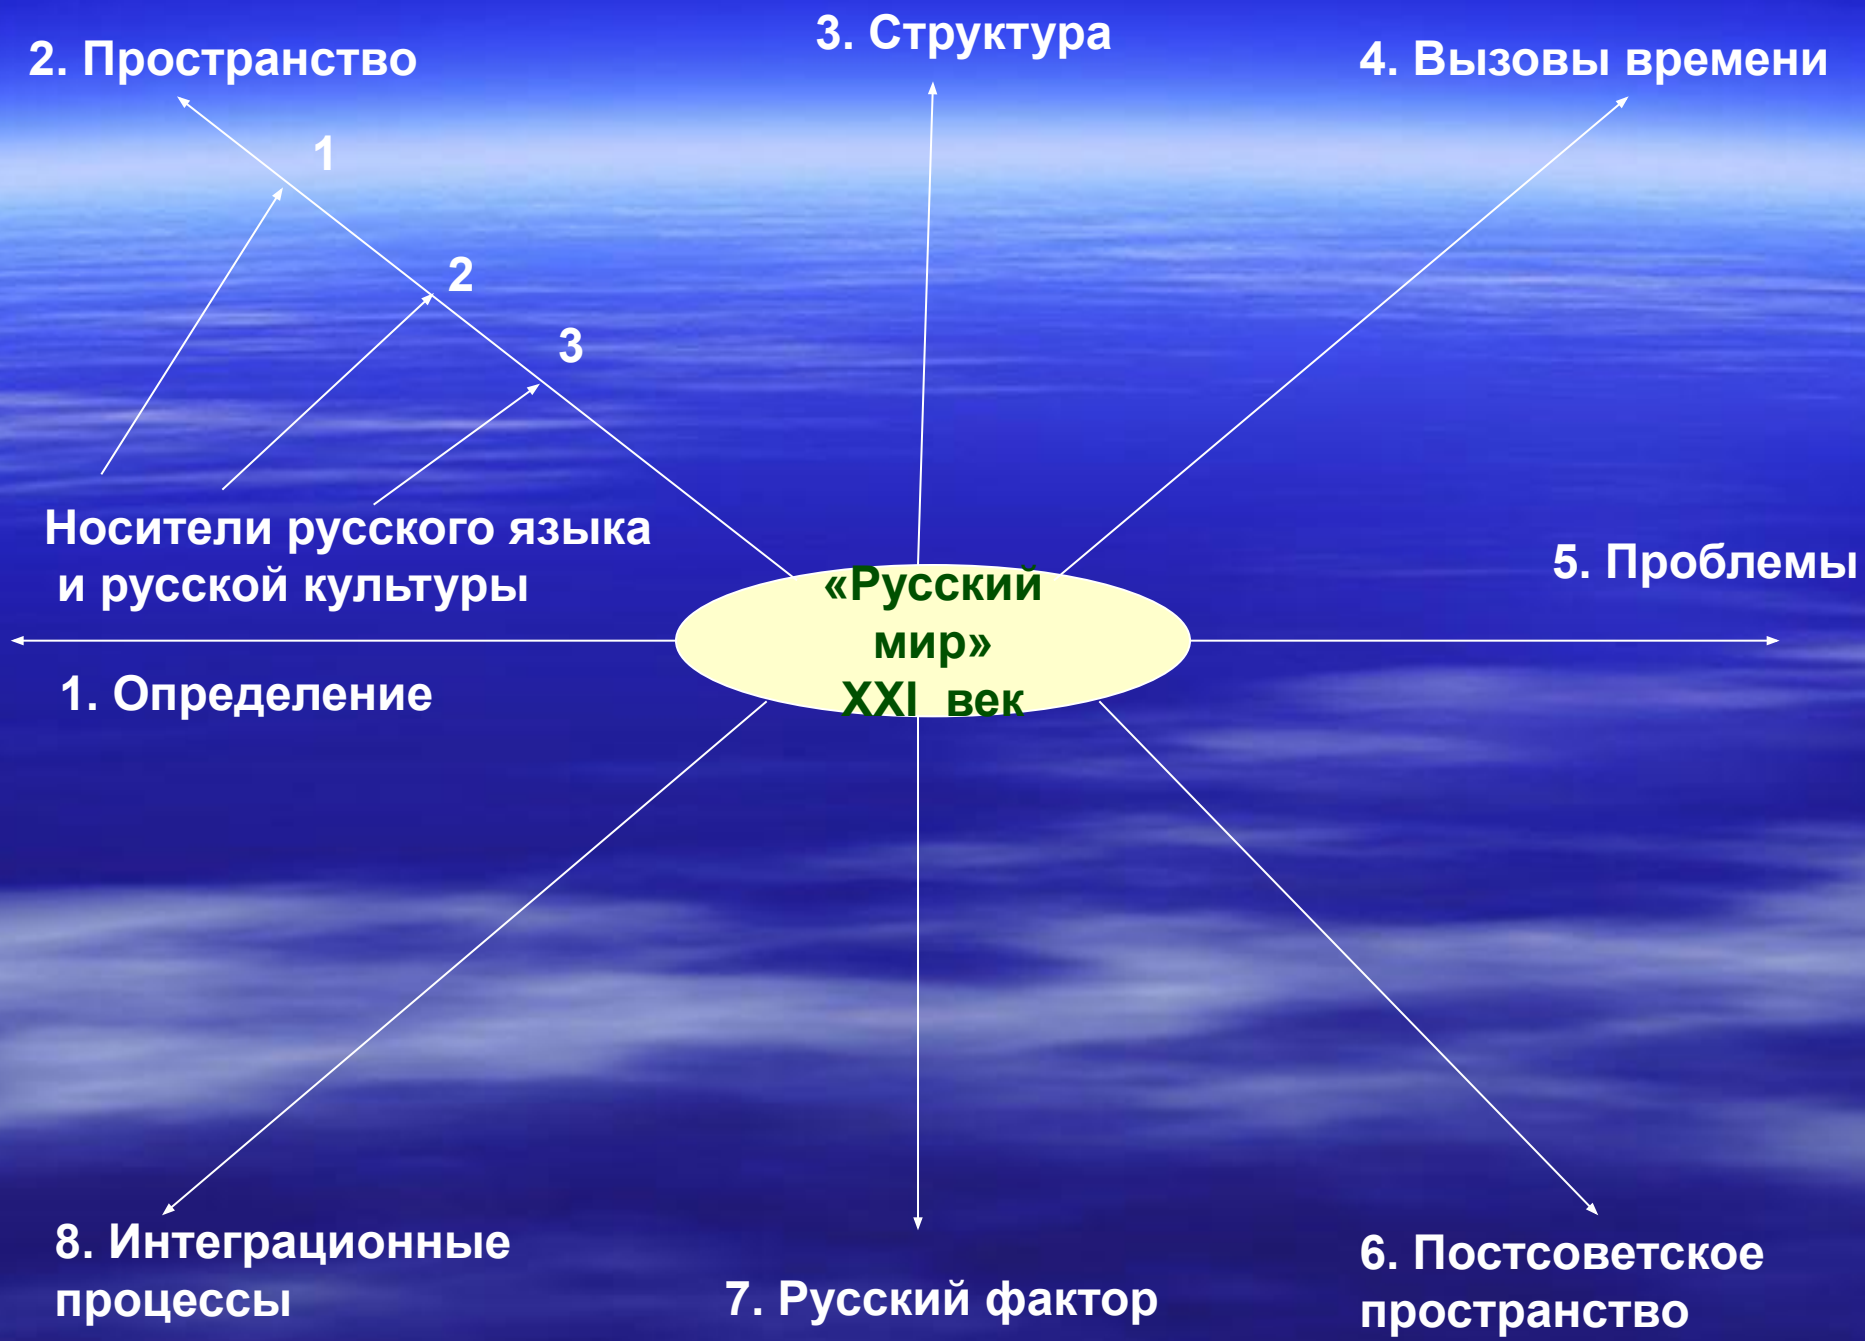 3. Структура
2. Пространство
4. Вызовы времени
1
2
3
Носители русского языка
и русской культуры
5. Проблемы
«Русский
мир»
XXI век
1. Определение
8. Интеграционные
процессы
7. Русский фактор
6. Постсоветское
пространство